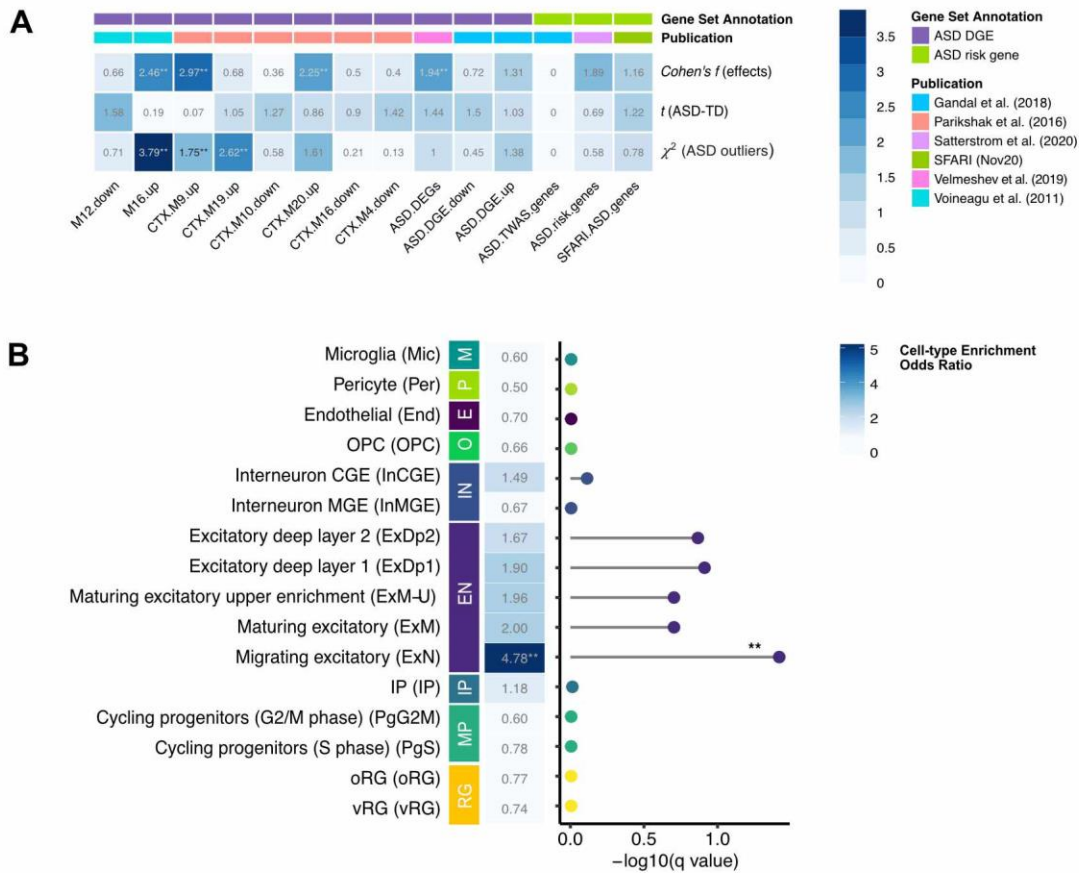 A
Gene Set Annotation
Publication
0.66 2.46** 2.97** 0.68 0.36 2.25** 0.5 0.4 1.94** 0.72 1.31 0 1.89 1.16 Cohen's f (effects)
1.58 0.19 0.07 1.05 1.27 0.86 0.9 1.42 1.44 1.5 1.03 0 0.69 1.22 t (ASD-TD)
0.71 3.79** 1.75** 2.62** 0.58 1.61 0.21 0.13 1 0.45 1.38 0 0.58 0.78 χ² (ASD outliers)
M12.down
M16.up
CTX.M9.up
CTX.M19.up
CTX.M10.down
CTX.M20.up
CTX.M16.down
CTX.M4.down
ASD.DEGs
ASD.DGE.down
ASD.DGE.up
ASD.TWAS.genes
ASD.risk.genes
SFARI.ASD.genes
3.5
3
2.5
2
1.5
1
0.5
0
Gene Set Annotation
ASD DGE
ASD risk gene
Publication
Gandal et al. (2018)
Parikshak et al. (2016)
Satterstrom et al. (2020)
SFARI (Nov20)
Velmeshev et al. (2019)
Voineagu et al. (2011)
B
Microglia (Mic) M 0.60
Pericyte (Per) P 0.50
Endothelial (End) E 0.70
OPC (OPC) O 0.66
Interneuron CGE (InCGE) IN 1.49
Interneuron MGE (InMGE) 0.67
Excitatory deep layer 2 (ExDp2) EN 1.67
Excitatory deep layer 1 (ExDp1) 1.90
Maturing excitatory upper enrichment (ExM-U) 1.96
Maturing excitatory (ExM) 2.00
Migrating excitatory (ExN) 4.78** **
IP (IP) IP 1.18
Cycling progenitors (G2/M phase) (PgG2M) MP 0.60
Cycling progenitors (S phase) (PgS) 0.78
oRG (oRG) RG 0.77
vRG (vRG) 0.74
0.0 0.5 1.0
−log10(q value)
5
4
2
0
Cell-type Enrichment
Odds Ratio